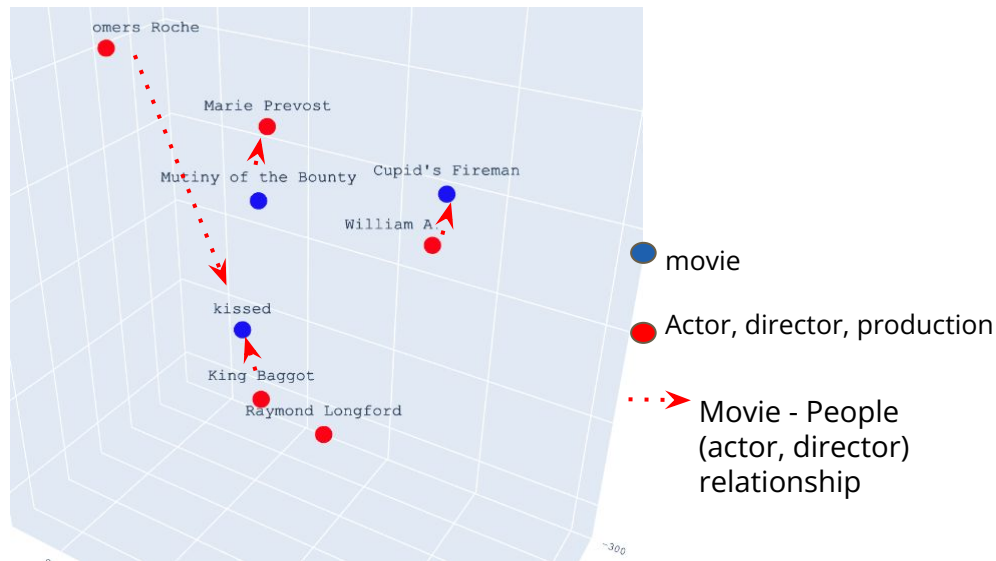 omers Roche
Marie Prevost
Mutiny of the Bounty
Cupid's Fireman
William A.
kissed
King Baggot
Raymond Longford
movie
Actor, director, production
Movie - People
(actor, director)
relationship
-300